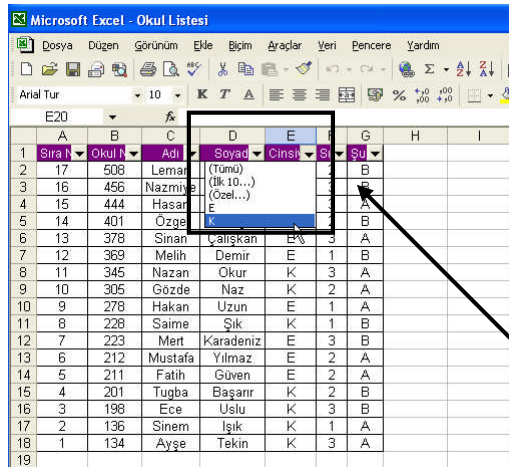 Microsoft Excel - Okul Listesi
Dosya Düzen Görünüm Ekle Biçim Araçlar Veri Pencere Yardım
Arial Tur 10 K T A
E20 fx
A B C D E F G H I
1 Sıra N Okul N Adı Soyad Cinsiy Sı Şu
2 17 508 Leman B
3 16 456 Nazmiye
4 15 444 Hasan A
5 14 401 Özge B
(Tümü)
(İlk 10...)
(Özel...)
E
K
6 13 378 Sinan Çalışkan E 3 A
7 12 369 Melih Demir E 1 B
8 11 345 Nazan Okur K 3 A
9 10 305 Gözde Naz K 2 A
10 9 278 Hakan Uzun E 1 A
11 8 228 Saime Şık K 1 B
12 7 223 Mert Karadeniz E 3 B
13 6 212 Mustafa Yılmaz E 2 A
14 5 211 Fatih Güven E 2 A
15 4 201 Tugba Başarır K 2 B
16 3 198 Ece Uslu K 3 B
17 2 136 Sinem Işık K 1 A
18 1 134 Ayşe Tekin K 3 A
19